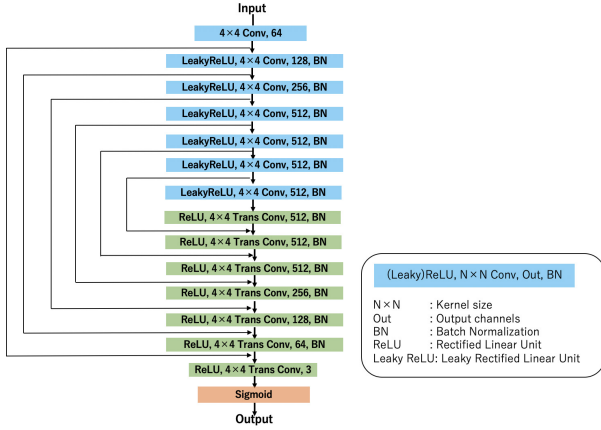 Input
4×4 Conv, 64
LeakyReLU, 4×4 Conv, 128, BN
LeakyReLU, 4×4 Conv, 256, BN
LeakyReLU, 4×4 Conv, 512, BN
LeakyReLU, 4×4 Conv, 512, BN
LeakyReLU, 4×4 Conv, 512, BN
LeakyReLU, 4×4 Conv, 512, BN
ReLU, 4×4 Trans Conv, 512, BN
ReLU, 4×4 Trans Conv, 512, BN
ReLU, 4×4 Trans Conv, 512, BN
ReLU, 4×4 Trans Conv, 256, BN
ReLU, 4×4 Trans Conv, 128, BN
ReLU, 4×4 Trans Conv, 64, BN
ReLU, 4×4 Trans Conv, 3
Sigmoid
Output
(Leaky)ReLU, N×N Conv, Out, BN
N×N : Kernel size
Out : Output channels
BN : Batch Normalization
ReLU : Rectified Linear Unit
Leaky ReLU: Leaky Rectified Linear Unit